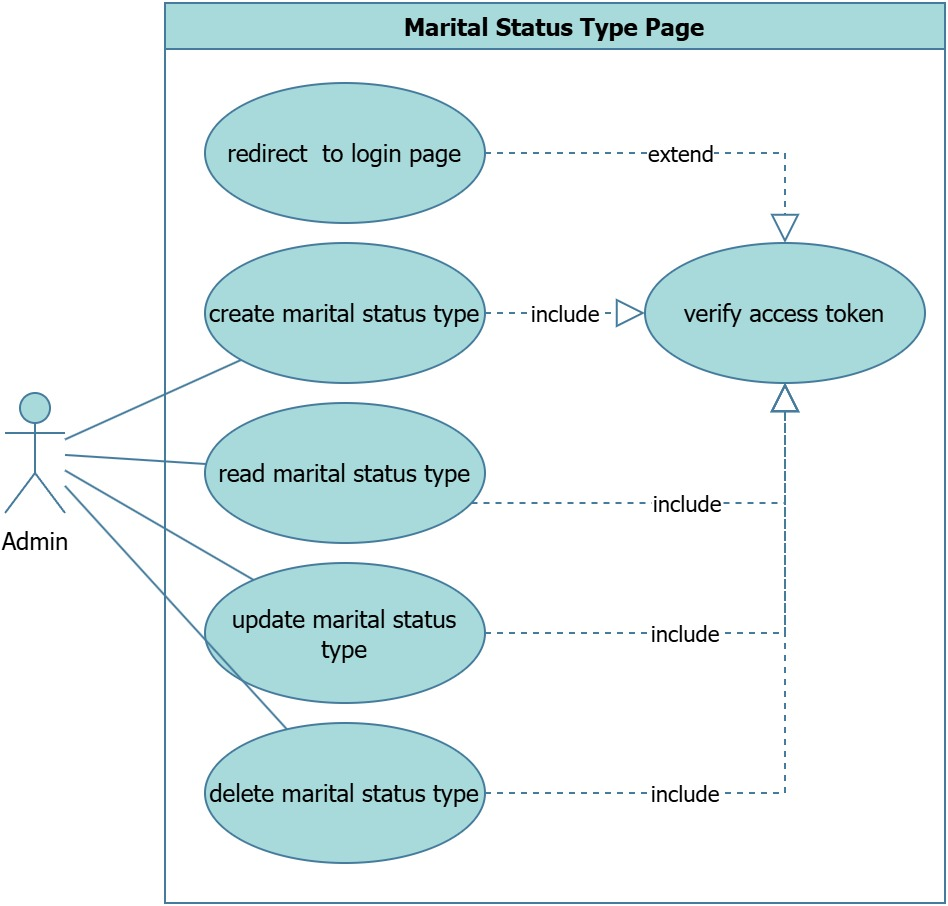 Marital Status Type Page
redirect  to login page
extend
create marital status type
include
verify access token
read marital status type
include
Admin
update marital status
type
include
delete marital status type
include